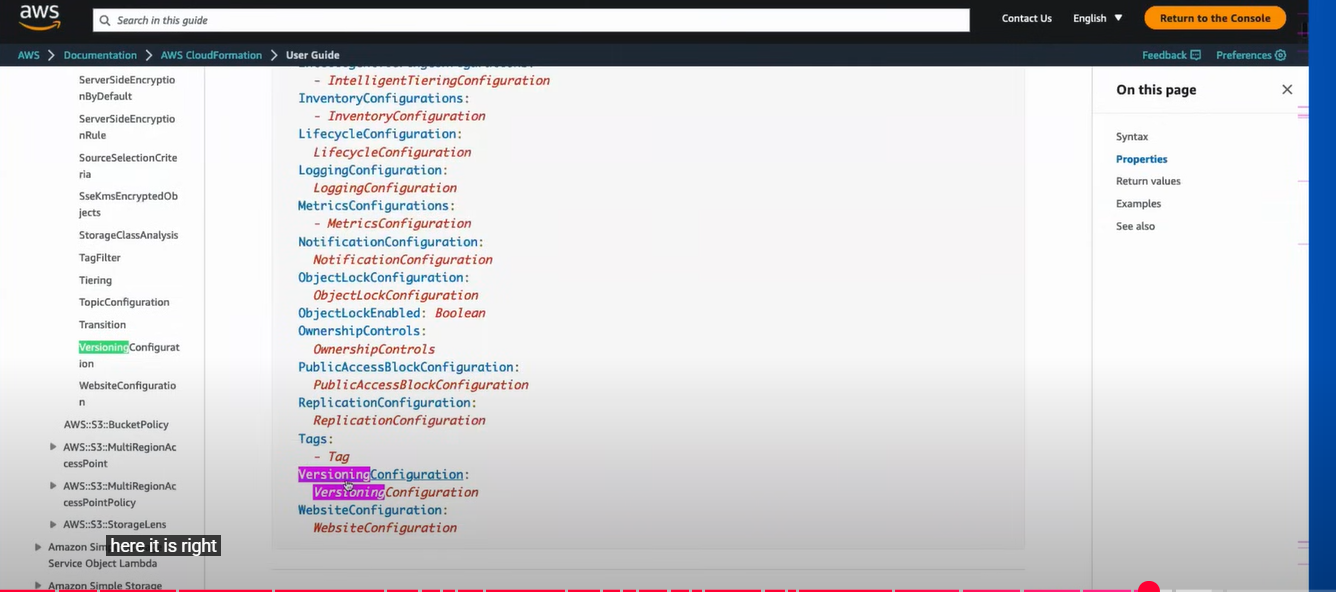 aws
Search in this guide
Contact Us
English
Return to the Console
AWS
Documentation
AWS CloudFormation
User Guide
Feedback
Preferences
ServerSideEncryptio
nByDefault
ServerSideEncryptio
nRule
SourceSelectionCrite
ria
SseKmsEncryptedOb
jects
StorageClassAnalysis
TagFilter
Tiering
TopicConfiguration
Transition
VersioningConfigurat
ion
WebsiteConfiguratio
n
AWS::S3::BucketPolicy
AWS::S3::MultiRegionAc
cessPoint
AWS::S3::MultiRegionAc
cessPointPolicy
AWS::S3::StorageLens
Amazon Sim
Service Object Lambda
Amazon Simple Storage
- IntelligentTieringConfiguration
InventoryConfigurations:
- InventoryConfiguration
LifecycleConfiguration:
LifecycleConfiguration
LoggingConfiguration:
LoggingConfiguration
MetricsConfigurations:
- MetricsConfiguration
NotificationConfiguration:
NotificationConfiguration
ObjectLockConfiguration:
ObjectLockConfiguration
ObjectLockEnabled: Boolean
OwnershipControls:
OwnershipControls
PublicAccessBlockConfiguration:
PublicAccessBlockConfiguration
ReplicationConfiguration:
ReplicationConfiguration
Tags:
- Tag
VersioningConfiguration:
VersioningConfiguration
WebsiteConfiguration:
WebsiteConfiguration
On this page
Syntax
Properties
Return values
Examples
See also
here it is right